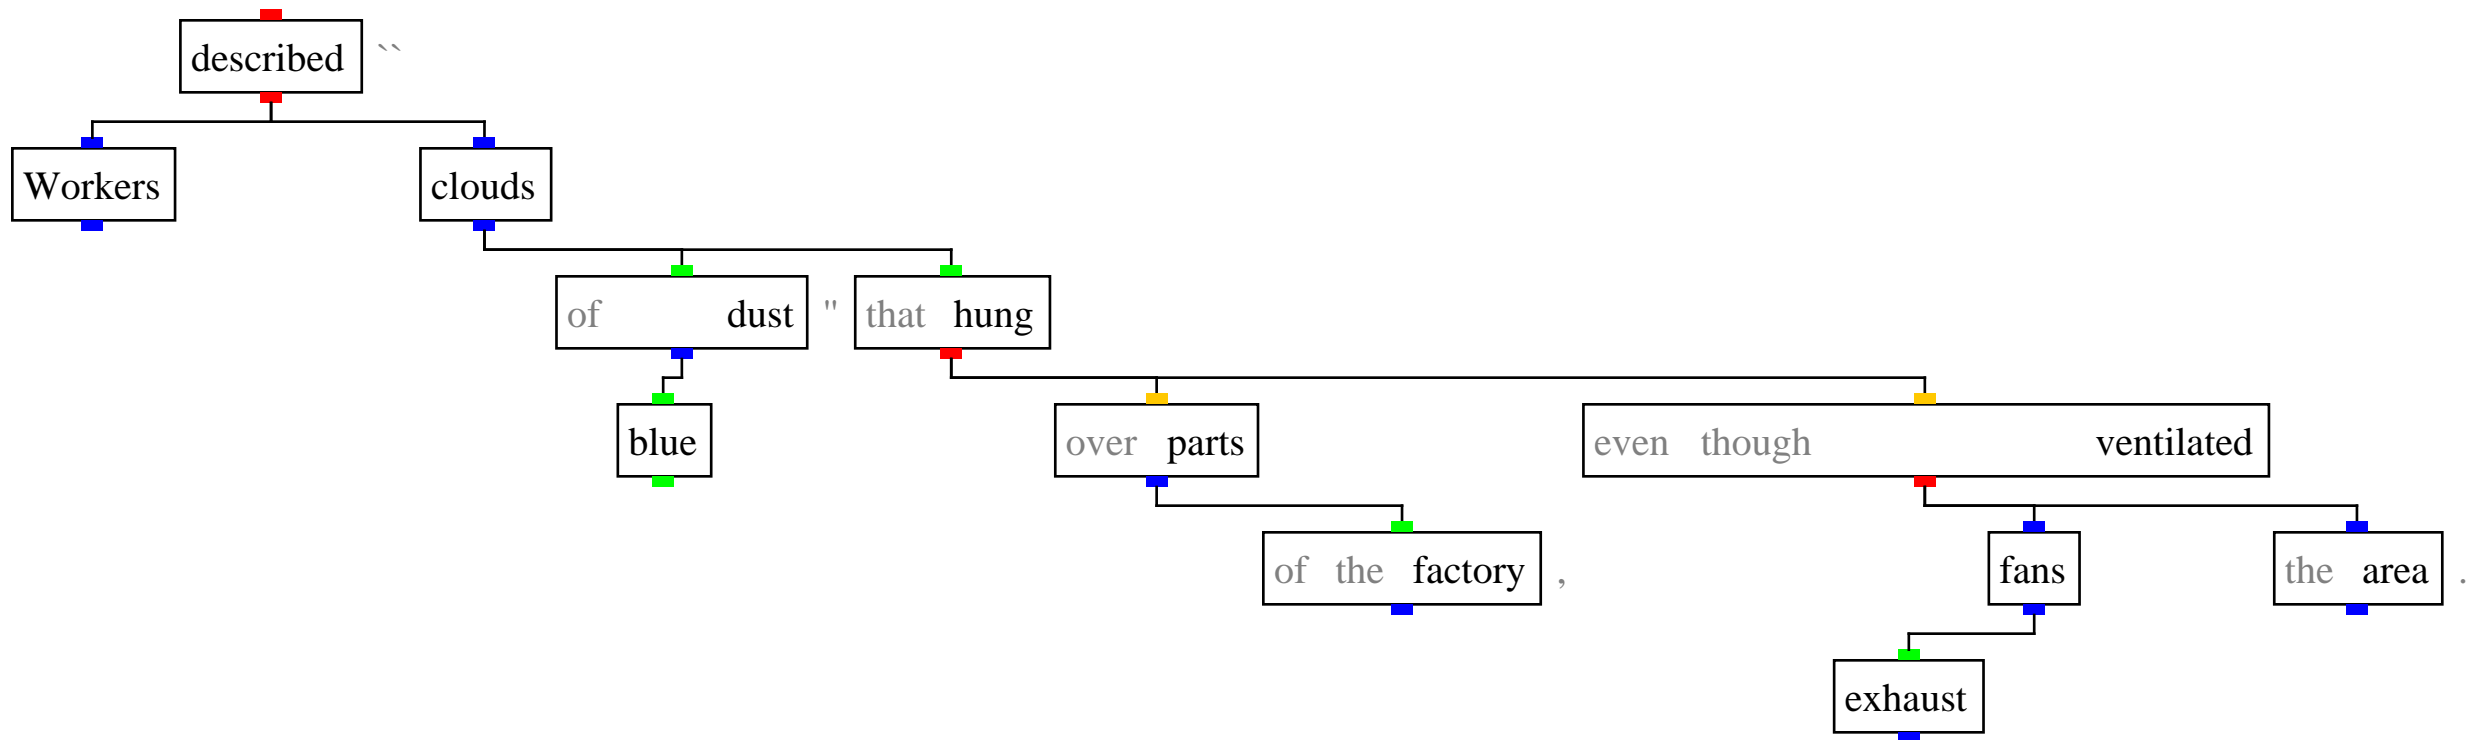 described ``
Workers clouds
of dust " that hung
blue over parts even though ventilated
of the factory , fans the area .
exhaust